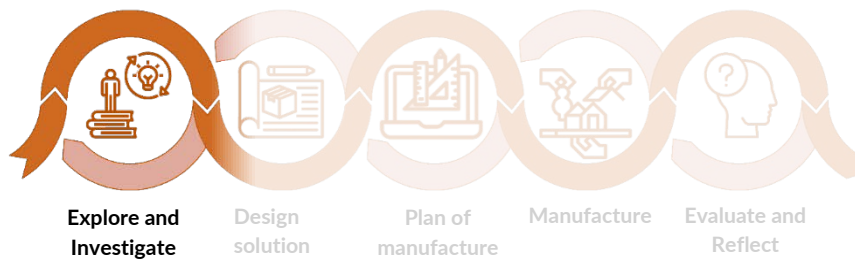 Explore and
Investigate
Design
solution
Plan of
manufacture
Manufacture
Evaluate and
Reflect
?